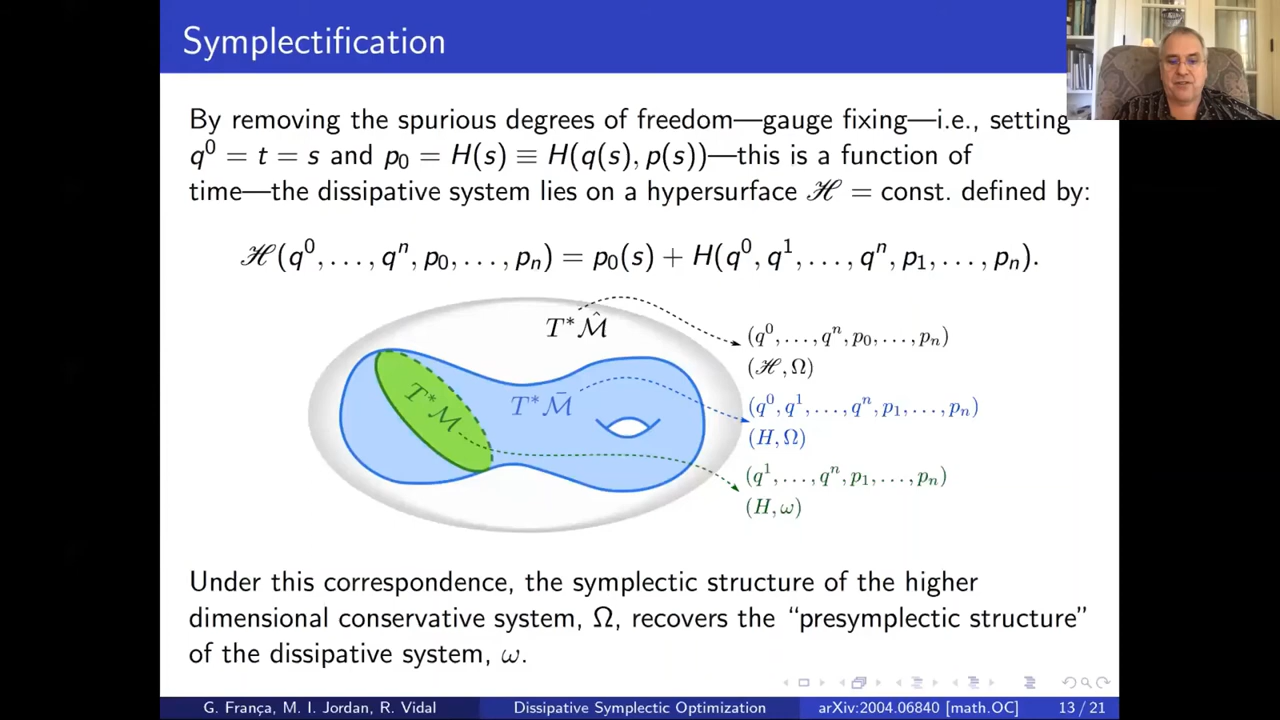 Symplectification
By removing the spurious degrees of freedom—gauge fixing—i.e., setting
q⁰ = t = s and p₀ = H(s) ≡ H(q(s), p(s))—this is a function of
time—the dissipative system lies on a hypersurface ℋ = const. defined by:
ℋ(q⁰, . . . , qⁿ, p₀, . . . , pₙ) = p₀(s) + H(q⁰, q¹, . . . , qⁿ, p₁, . . . , pₙ).
T*ℳ̂
(q⁰, . . . , qⁿ, p₀, . . . , pₙ)
(ℋ, Ω)
T*ℳ
T*ℳ̄
(q⁰, q¹, . . . , qⁿ, p₁, . . . , pₙ)
(H, Ω)
(q¹, . . . , qⁿ, p₁, . . . , pₙ)
(H, ω)
Under this correspondence, the symplectic structure of the higher
dimensional conservative system, Ω, recovers the “presymplectic structure”
of the dissipative system, ω.
G. França, M. I. Jordan, R. Vidal Dissipative Symplectic Optimization arXiv:2004.06840 [math.OC] 13 / 21